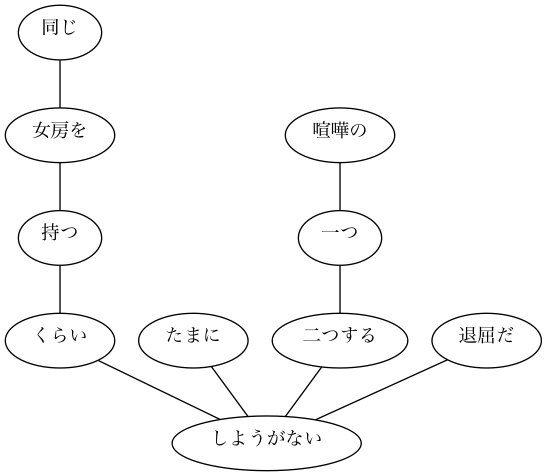 同じ
女房を
喧嘩の
持つ
一つ
くらい
たまに
二つする
退屈だ
しようがない